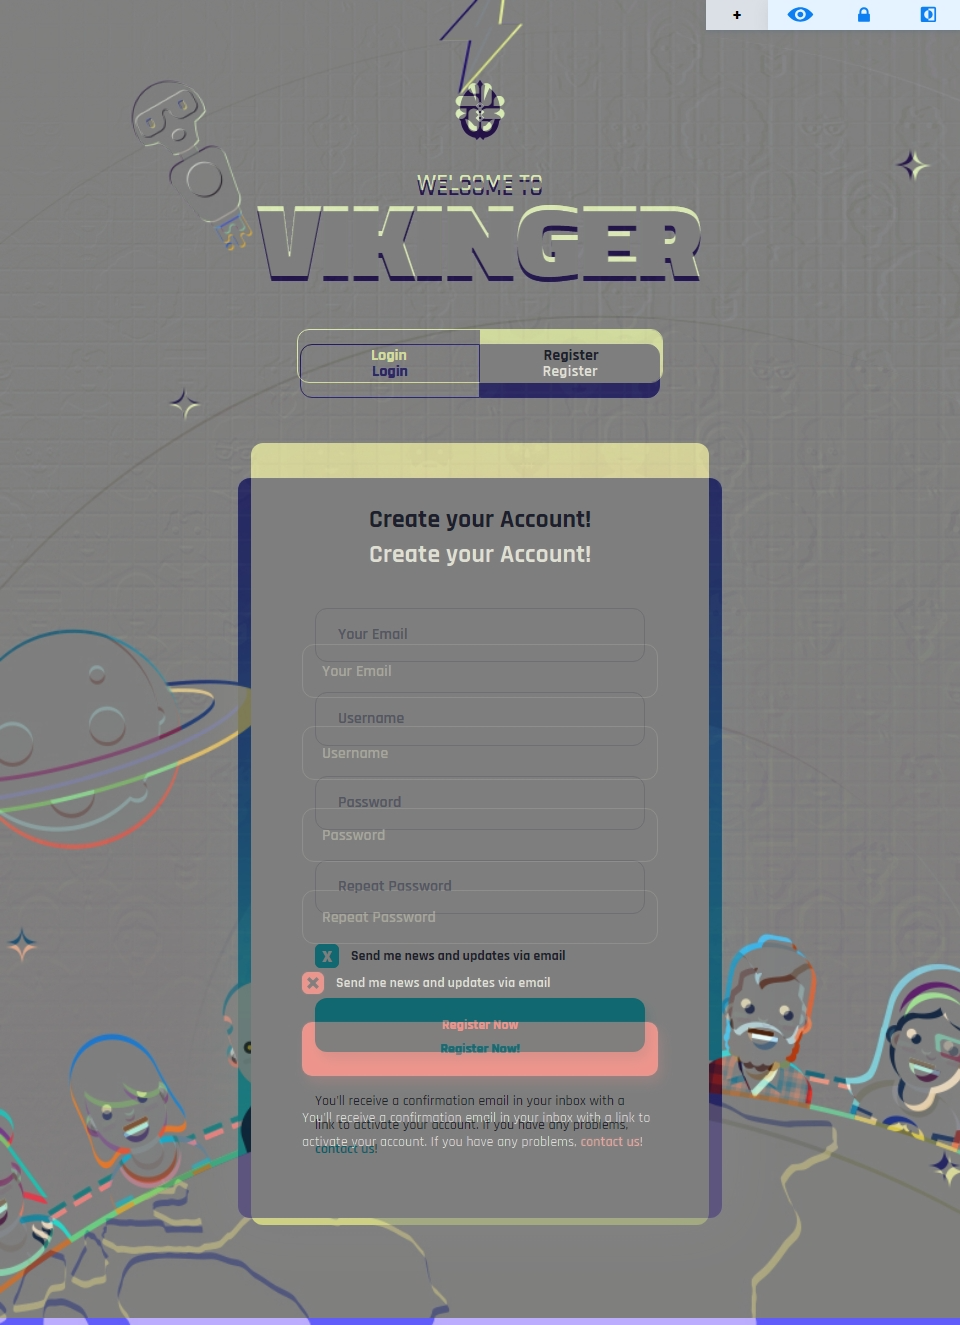 +
WELCOME TO
VIKINGER
Login
Register
Login
Register
Create your Account!
Create your Account!
Your Email
Your Email
Username
Username
Password
Password
Repeat Password
Repeat Password
Send me news and updates via email
Send me news and updates via email
Register Now
Register Now!
You'll receive a confirmation email in your inbox with a
You'll receive a confirmation email in your inbox with a link to
link to activate your account. If you have any problems,
activate your account. If you have any problems, contact us!
contact us!